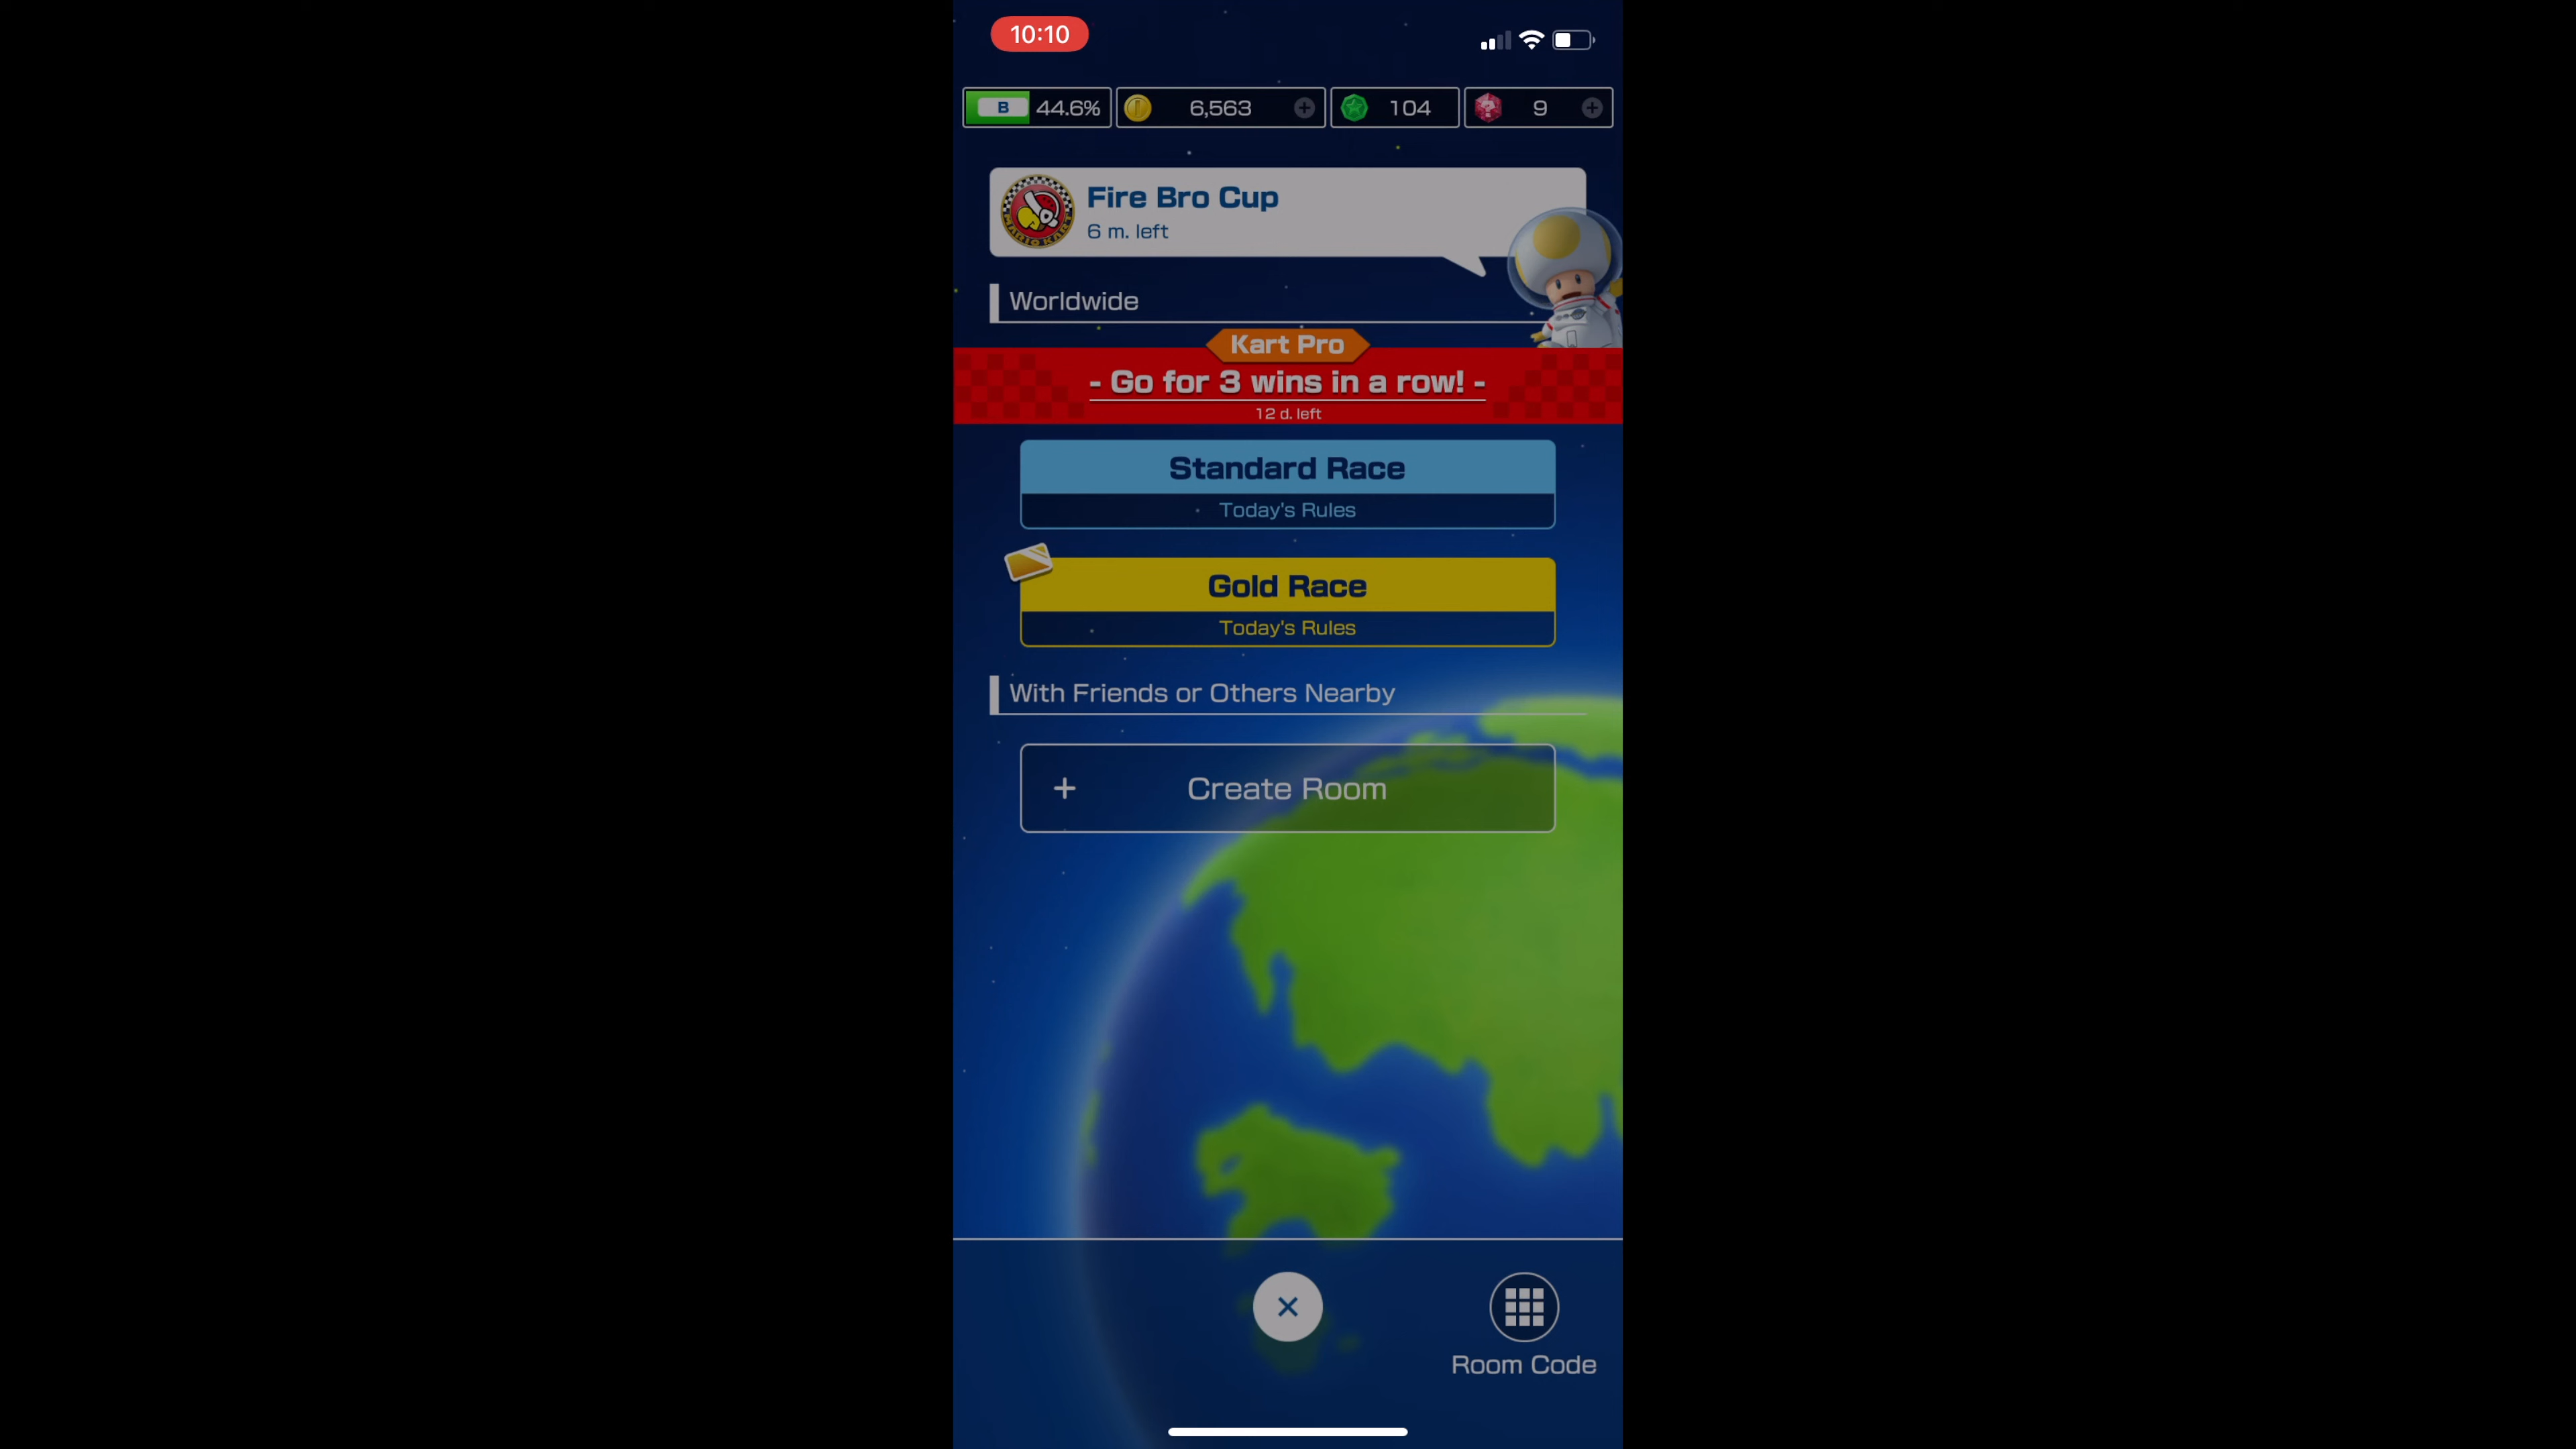 10:10
B 44.6% 6,563 + 104 9 +
Fire Bro Cup
6 m. left
MARIO KART
Worldwide
Kart Pro
- Go for 3 wins in a row! -
12 d. left
Standard Race
Today's Rules
Gold Race
Today's Rules
With Friends or Others Nearby
+ Create Room
×
Room Code